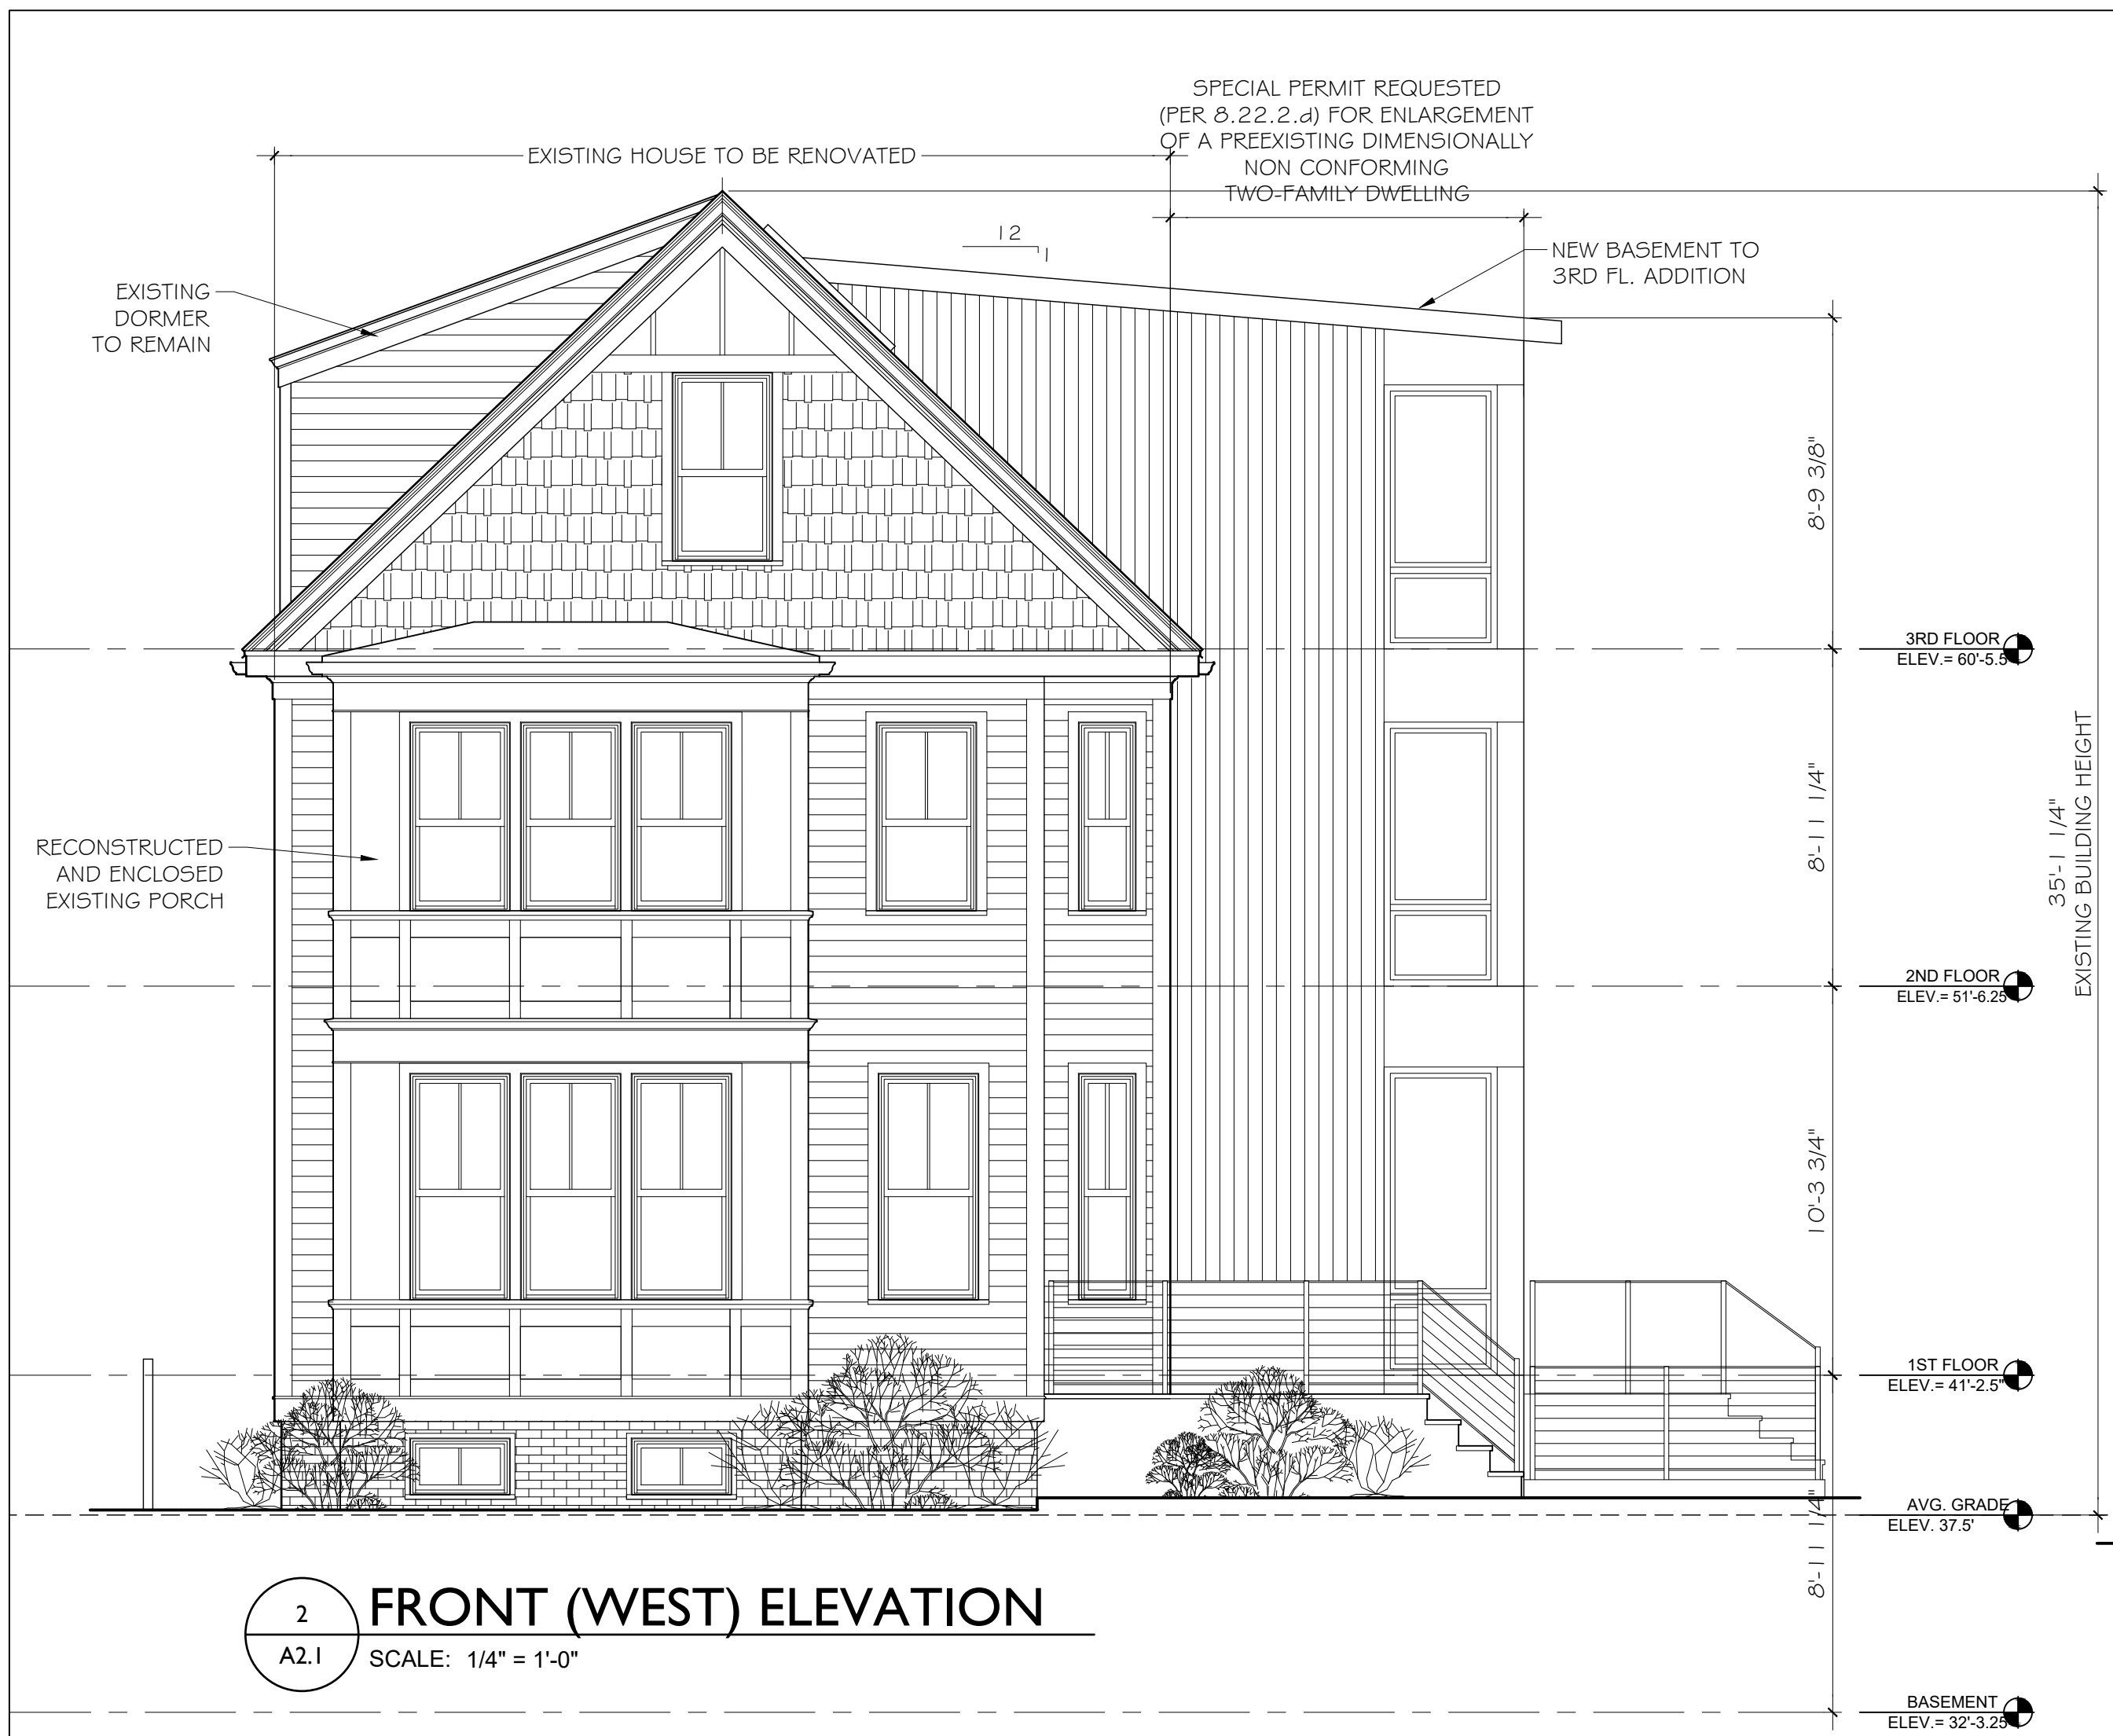 SPECIAL PERMIT REQUESTED
(PER 8.22.2.d) FOR ENLARGEMENT
OF A PREEXISTING DIMENSIONALLY
NON CONFORMING
TWO-FAMILY DWELLING
EXISTING HOUSE TO BE RENOVATED
12
1
NEW BASEMENT TO
3RD FL. ADDITION
EXISTING
DORMER
TO REMAIN
8'-9 3/8"
3RD FLOOR
ELEV.= 60'-5.5
8'-11 1/4"
35'-1 1/4"
EXISTING BUILDING HEIGHT
RECONSTRUCTED
AND ENCLOSED
EXISTING PORCH
2ND FLOOR
ELEV.= 51'-6.25
10'-3 3/4"
1ST FLOOR
ELEV.= 41'-2.5"
AVG. GRADE
ELEV. 37.5'
8'-11 1/4"
2
A2.1
FRONT (WEST) ELEVATION
SCALE: 1/4" = 1'-0"
BASEMENT
ELEV.= 32'-3.25